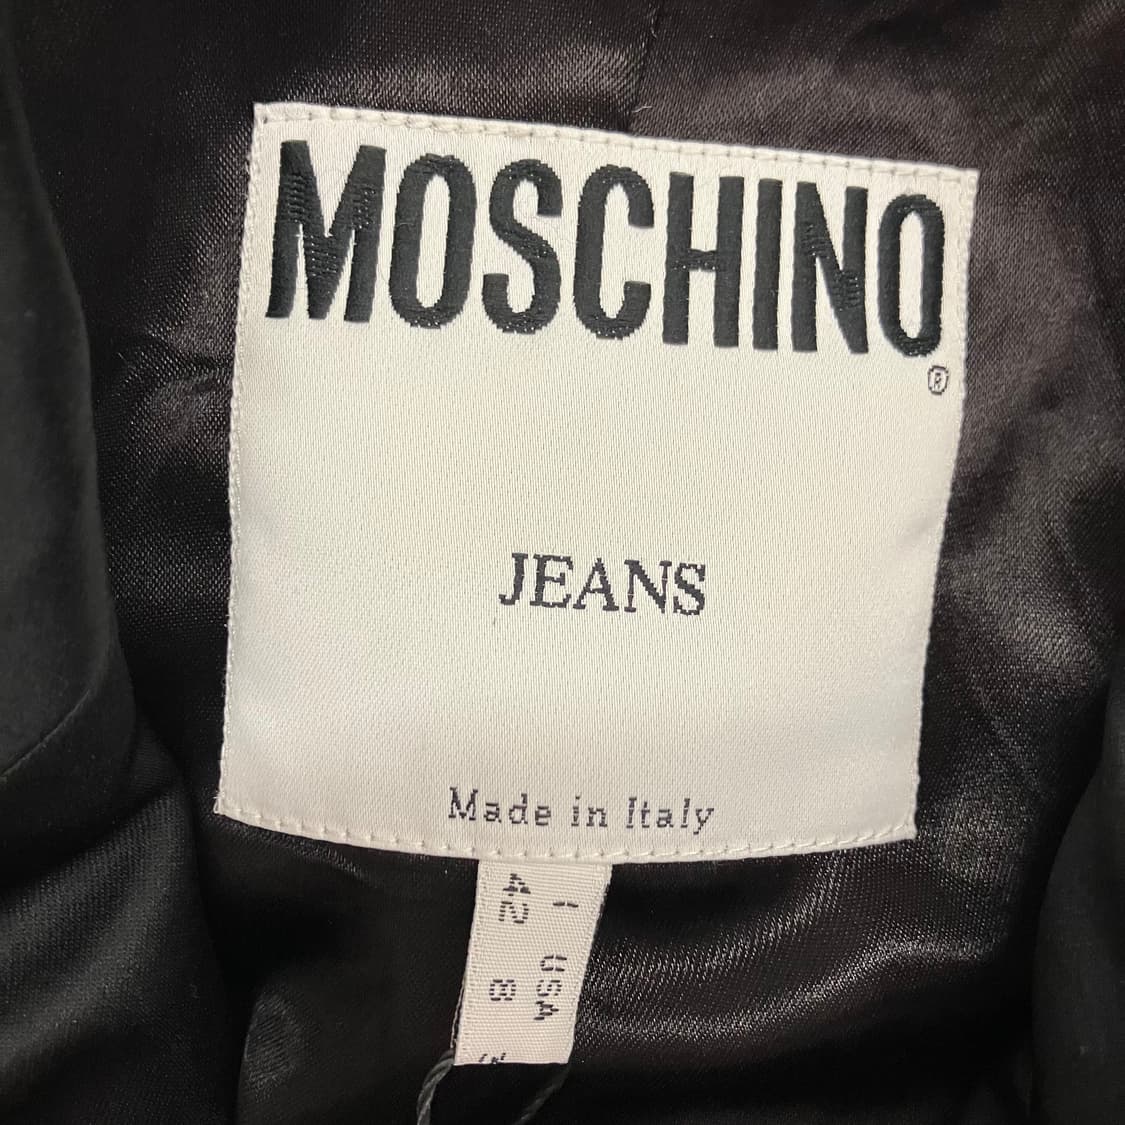 MOSCHINO
®
JEANS
Made in Italy
I USA
42 8